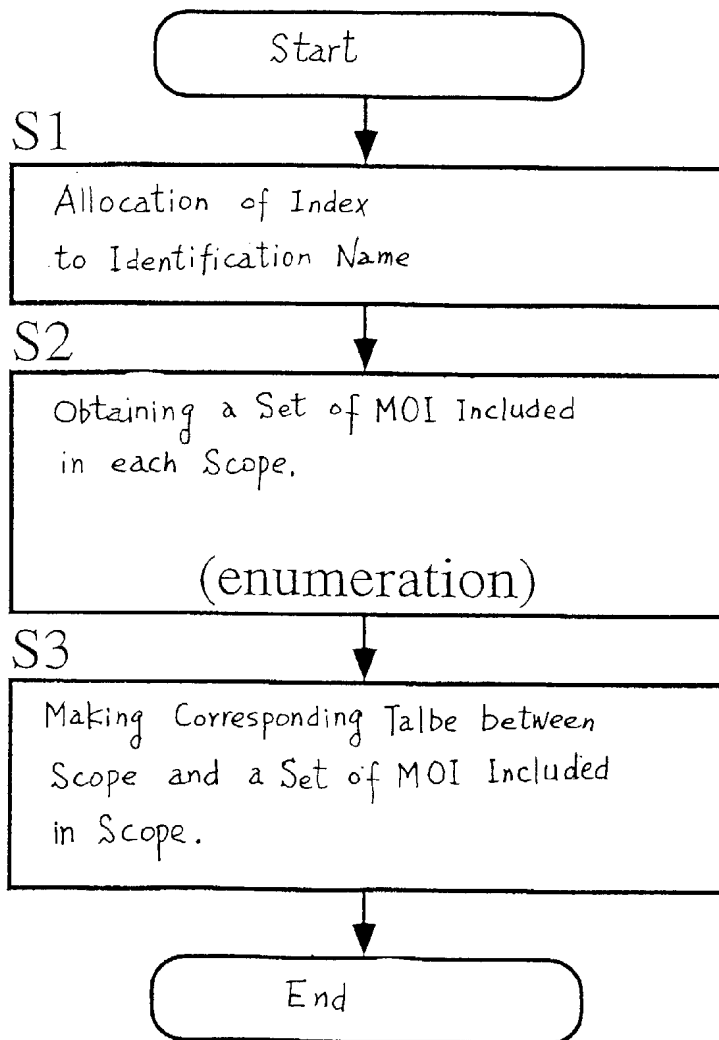 Start
S1
Allocation of Index
to Identification Name
S2
Obtaining a Set of MOI Included
in each Scope.
(enumeration)
S3
Making Corresponding Talbe between
Scope and a Set of MOI Included
in Scope.
End